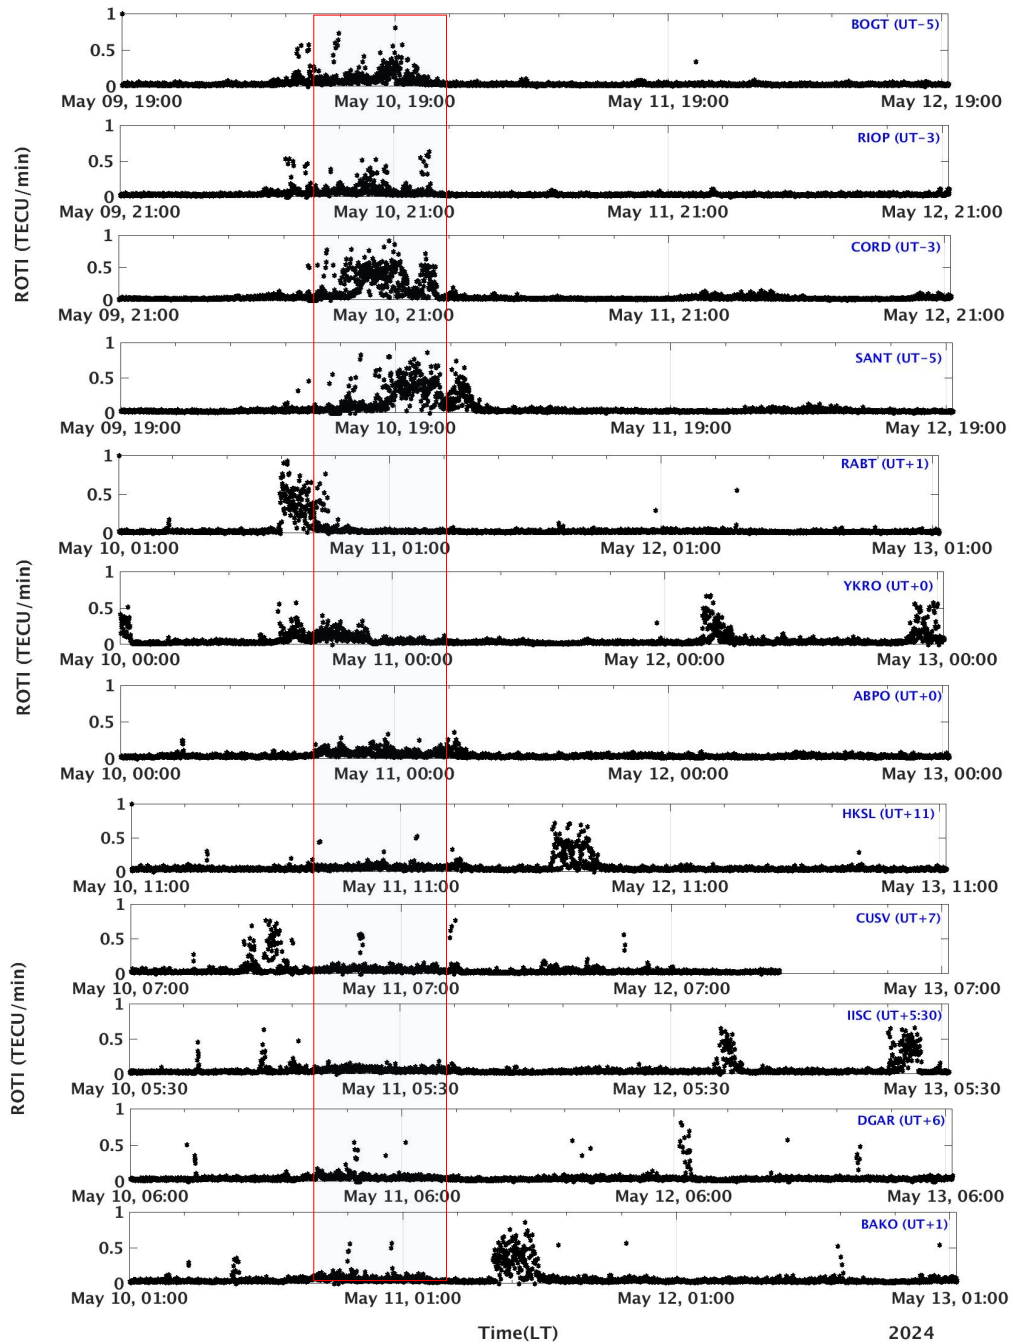 1
BOGT (UT−5)
0.5
0
May 09, 19:00 May 10, 19:00 May 11, 19:00 May 12, 19:00
1
RIOP (UT−3)
0.5
0
May 09, 21:00 May 10, 21:00 May 11, 21:00 May 12, 21:00
ROTI (TECU/min)
1
CORD (UT−3)
0.5
0
May 09, 21:00 May 10, 21:00 May 11, 21:00 May 12, 21:00
1
SANT (UT−5)
0.5
0
May 09, 19:00 May 10, 19:00 May 11, 19:00 May 12, 19:00
1
RABT (UT+1)
0.5
0
May 10, 01:00 May 11, 01:00 May 12, 01:00 May 13, 01:00
1
YKRO (UT+0)
0.5
0
May 10, 00:00 May 11, 00:00 May 12, 00:00 May 13, 00:00
ROTI (TECU/min)
1
ABPO (UT+0)
0.5
0
May 10, 00:00 May 11, 00:00 May 12, 00:00 May 13, 00:00
1
HKSL (UT+11)
0.5
0
May 10, 11:00 May 11, 11:00 May 12, 11:00 May 13, 11:00
1
CUSV (UT+7)
0.5
0
May 10, 07:00 May 11, 07:00 May 12, 07:00 May 13, 07:00
1
IISC (UT+5:30)
0.5
0
May 10, 05:30 May 11, 05:30 May 12, 05:30 May 13, 05:30
ROTI (TECU/min)
1
DGAR (UT+6)
0.5
0
May 10, 06:00 May 11, 06:00 May 12, 06:00 May 13, 06:00
1
BAKO (UT+1)
0.5
0
May 10, 01:00 May 11, 01:00 May 12, 01:00 May 13, 01:00
Time(LT) 2024